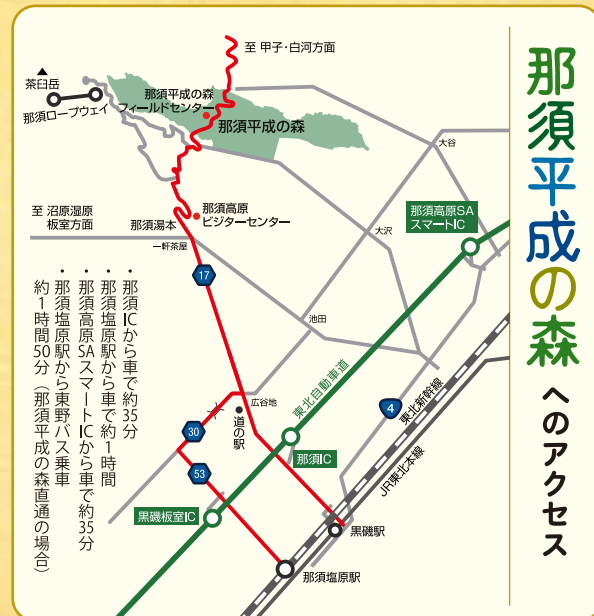 那須平成の森
へのアクセス
至 甲子・白河方面
茶臼岳
那須ロープウェイ
那須平成の森
フィールドセンター
那須平成の森
大谷
至 沼原湿原
板室方面
那須湯本
那須高原
ビジターセンター
那須高原SA
スマートIC
一軒茶屋
大沢
17
池田
東北自動車道
広谷地
道の駅
30
53
4
東北新幹線
JR東北本線
那須IC
黒磯板室IC
黒磯駅
那須塩原駅
・那須ICから車で約35分
・那須塩原駅から車で約1時間
・那須高原SAスマートICから車で約35分
・那須塩原駅から東野バス乗車
約1時間50分（那須平成の森直通の場合）